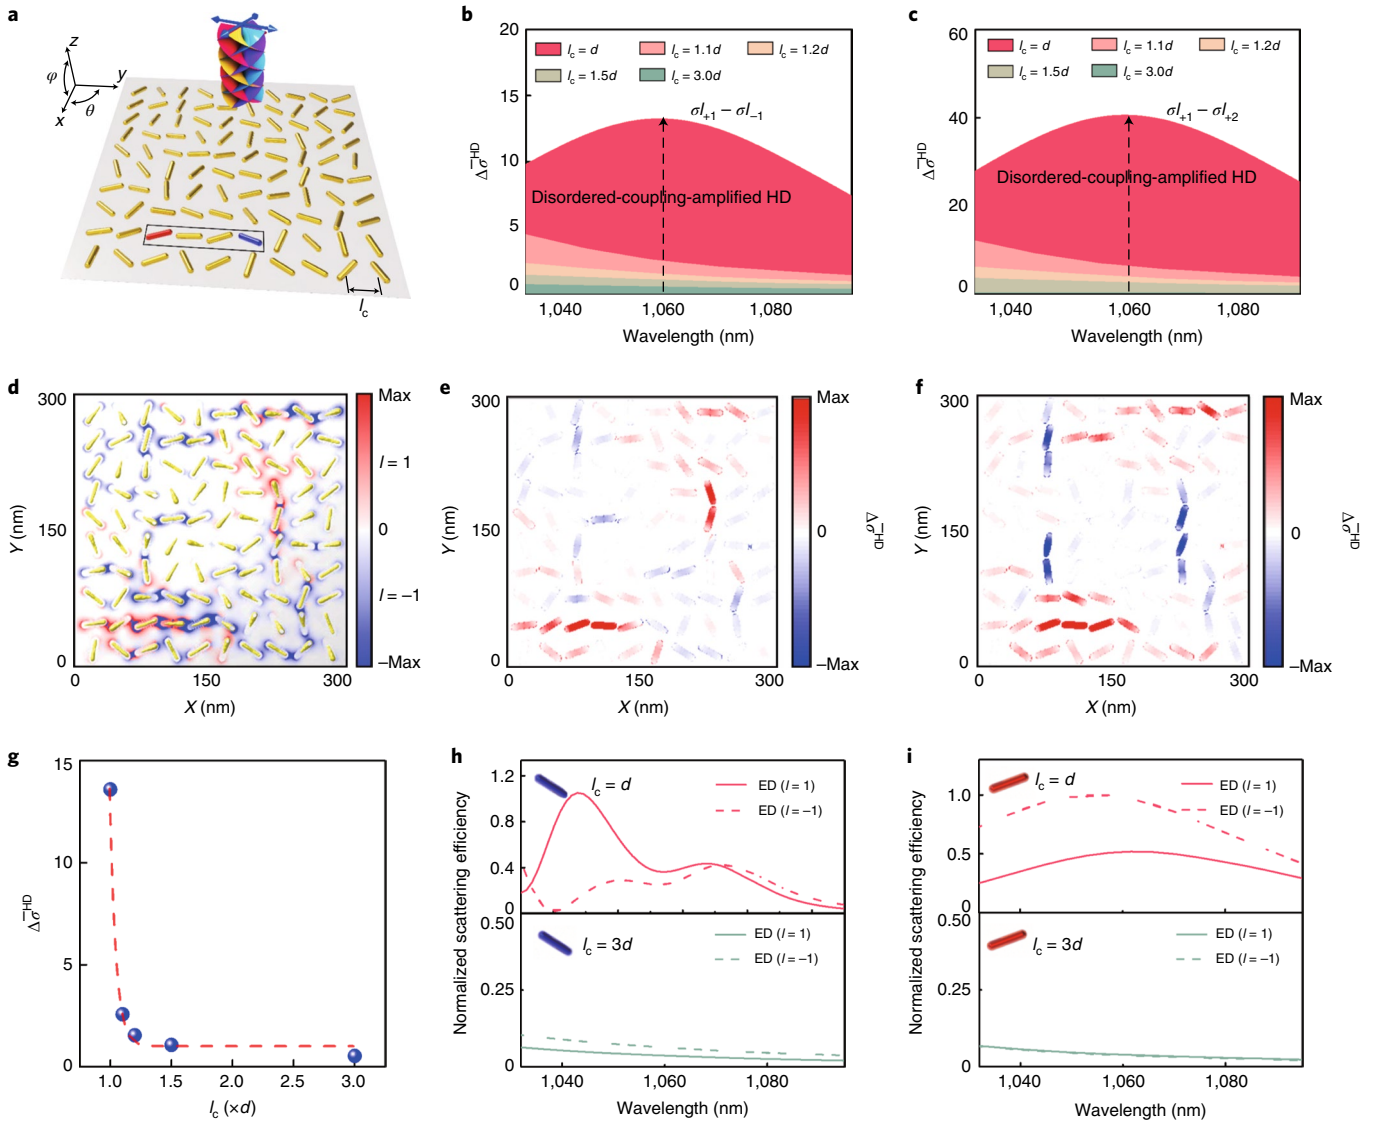 a
z
φ
y
x
θ
l_c
b
20
15
10
5
0
Δσ̅^HD
l_c = d
l_c = 1.1d
l_c = 1.2d
l_c = 1.5d
l_c = 3.0d
σl_+1 − σl_−1
Disordered-coupling-amplified HD
1,040 1,060 1,080
Wavelength (nm)
c
60
40
20
0
Δσ̅^HD
l_c = d
l_c = 1.1d
l_c = 1.2d
l_c = 1.5d
l_c = 3.0d
σl_+1 − σl_+2
Disordered-coupling-amplified HD
1,040 1,060 1,080
Wavelength (nm)
d
300
150
0
Y (nm)
0 150 300
X (nm)
Max
l = 1
0
l = −1
−Max
e
300
150
0
Y (nm)
0 150 300
X (nm)
Max
0
−Max
Δσ̅^HD
f
300
150
0
Y (nm)
0 150 300
X (nm)
Max
0
−Max
Δσ̅^HD
g
15
10
5
0
Δσ̅^HD
1.0 1.5 2.0 2.5 3.0
l_c (×d)
h
Normalized scattering efficiency
1.2
0.8
0.4
0
l_c = d
ED (l = 1)
ED (l = −1)
0.50
0.25
0
l_c = 3d
ED (l = 1)
ED (l = −1)
1,040 1,060 1,080
Wavelength (nm)
i
Normalized scattering efficiency
1.0
0.5
0
l_c = d
ED (l = 1)
ED (l = −1)
0.50
0.25
0
l_c = 3d
ED (l = 1)
ED (l = −1)
1,040 1,060 1,080
Wavelength (nm)